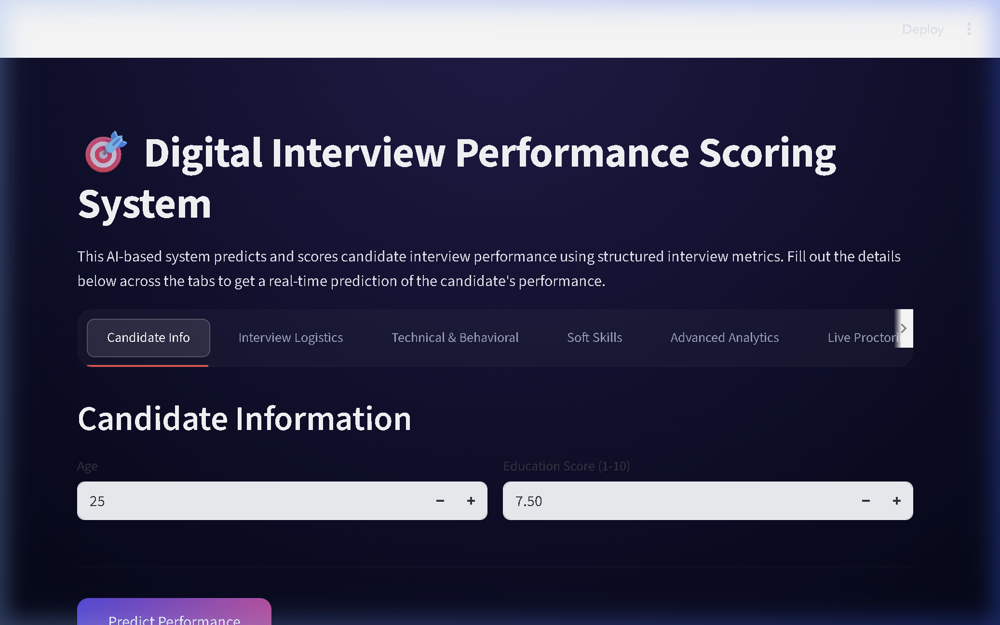 Deploy
Digital Interview Performance Scoring
System
This AI-based system predicts and scores candidate interview performance using structured interview metrics. Fill out the details
below across the tabs to get a real-time prediction of the candidate's performance.
Candidate Info Interview Logistics Technical & Behavioral Soft Skills Advanced Analytics Live Proctori
Candidate Information
Age Education Score (1-10)
25 − + 7.50 − +
Predict Performance